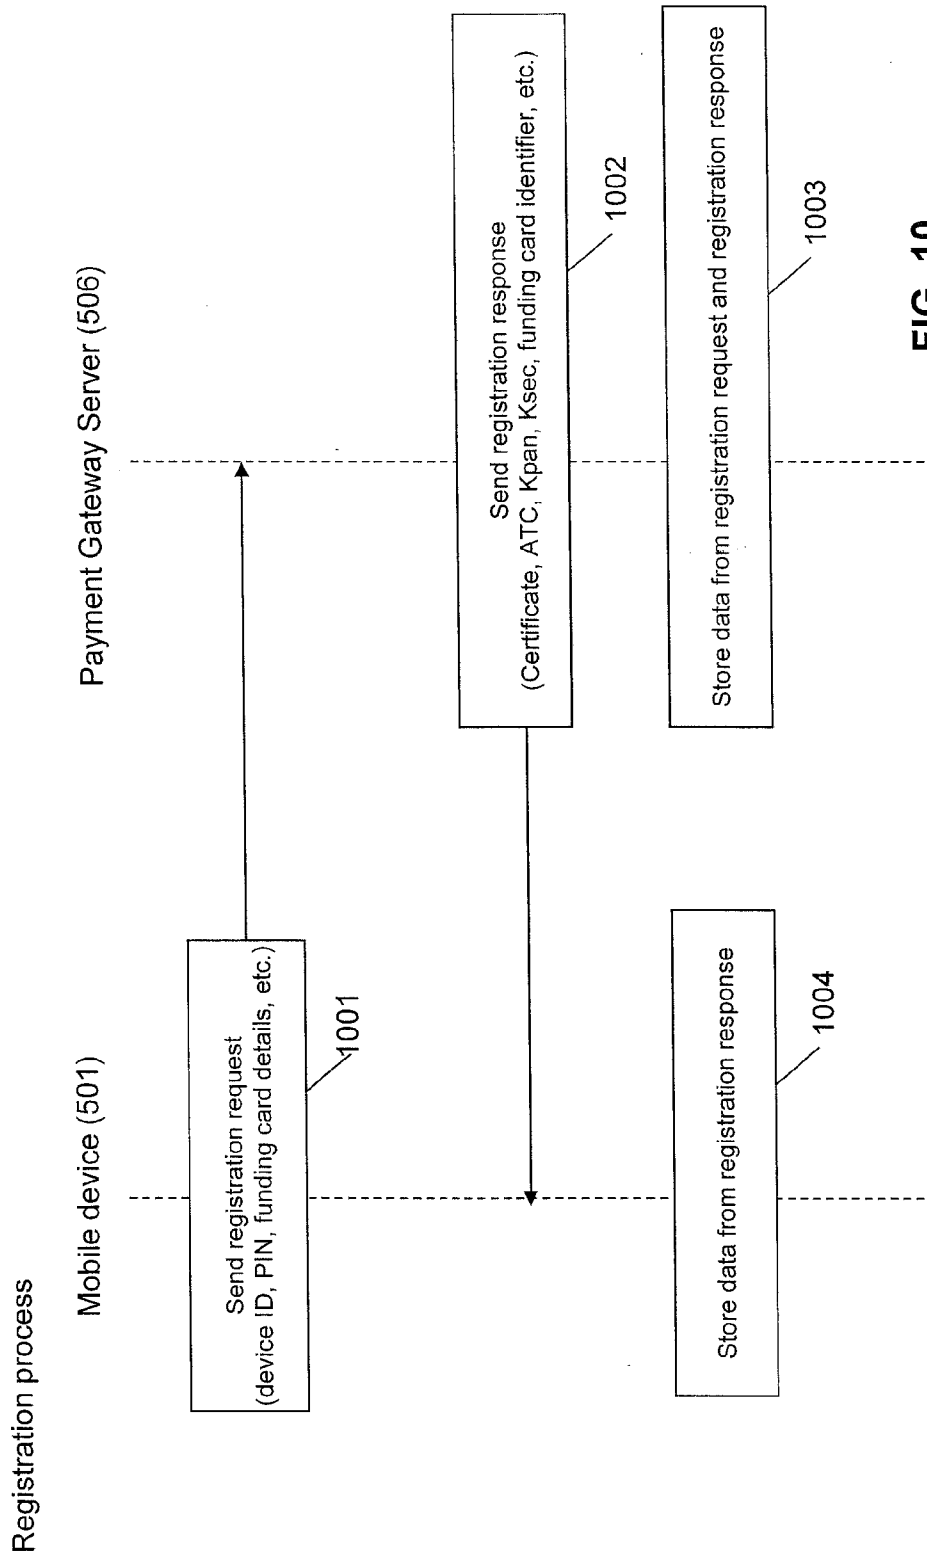 Registration process
Mobile device (501)
Payment Gateway Server (506)
Send registration request
(device ID, PIN, funding card details, etc.)
1001
Send registration response
(Certificate, ATC, Kpan, Ksec, funding card identifier, etc.)
1002
Store data from registration request and registration response
1003
Store data from registration response
1004
FIG. 10